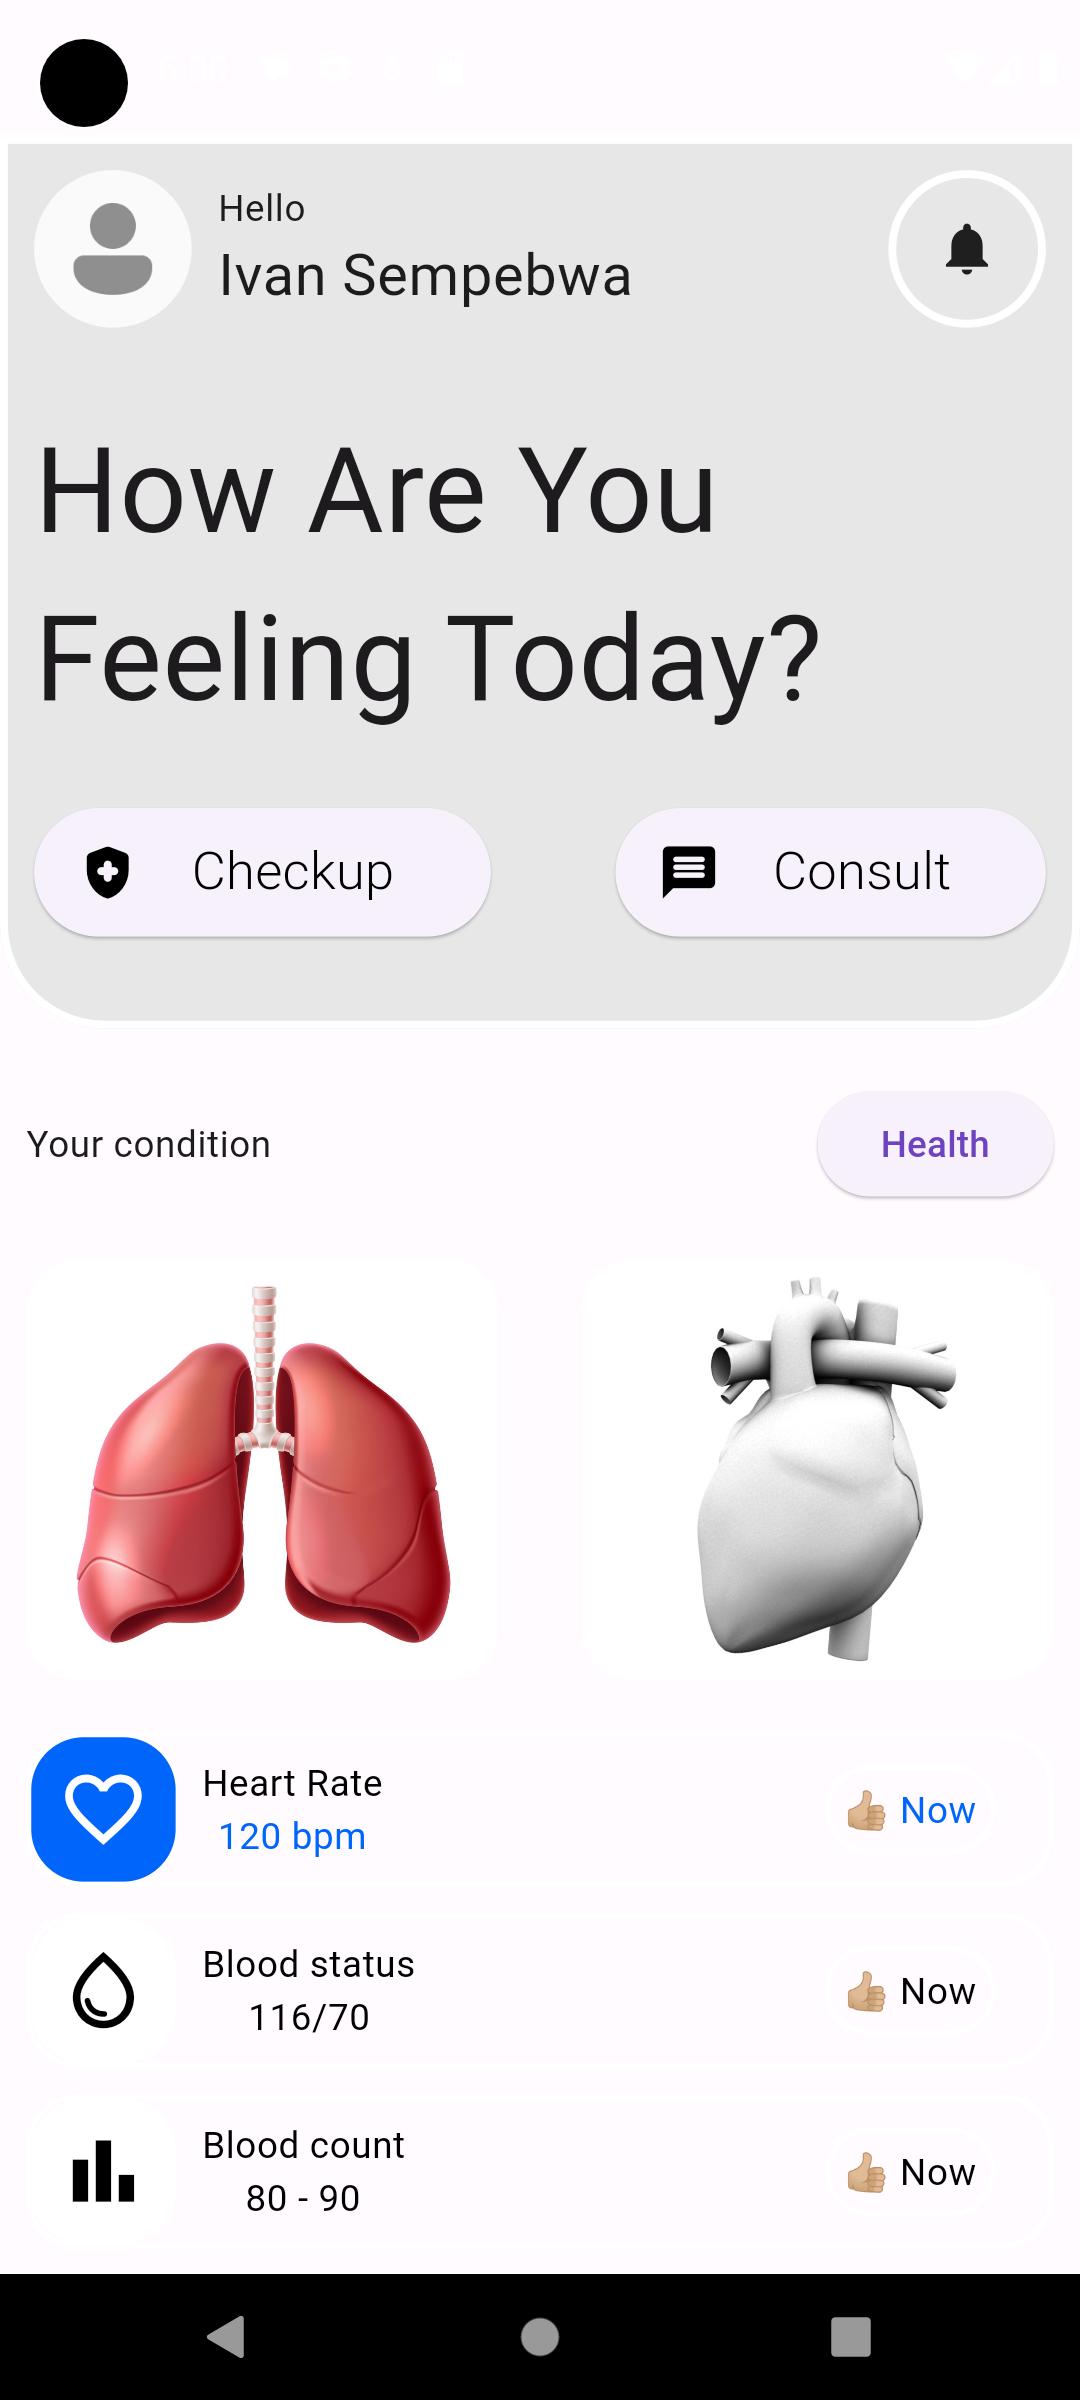 Hello
Ivan Sempebwa
How Are You
Feeling Today?
Checkup
Consult
Your condition
Health
Heart Rate
120 bpm
👍🏼 Now
Blood status
116/70
👍🏼 Now
Blood count
80 - 90
👍🏼 Now